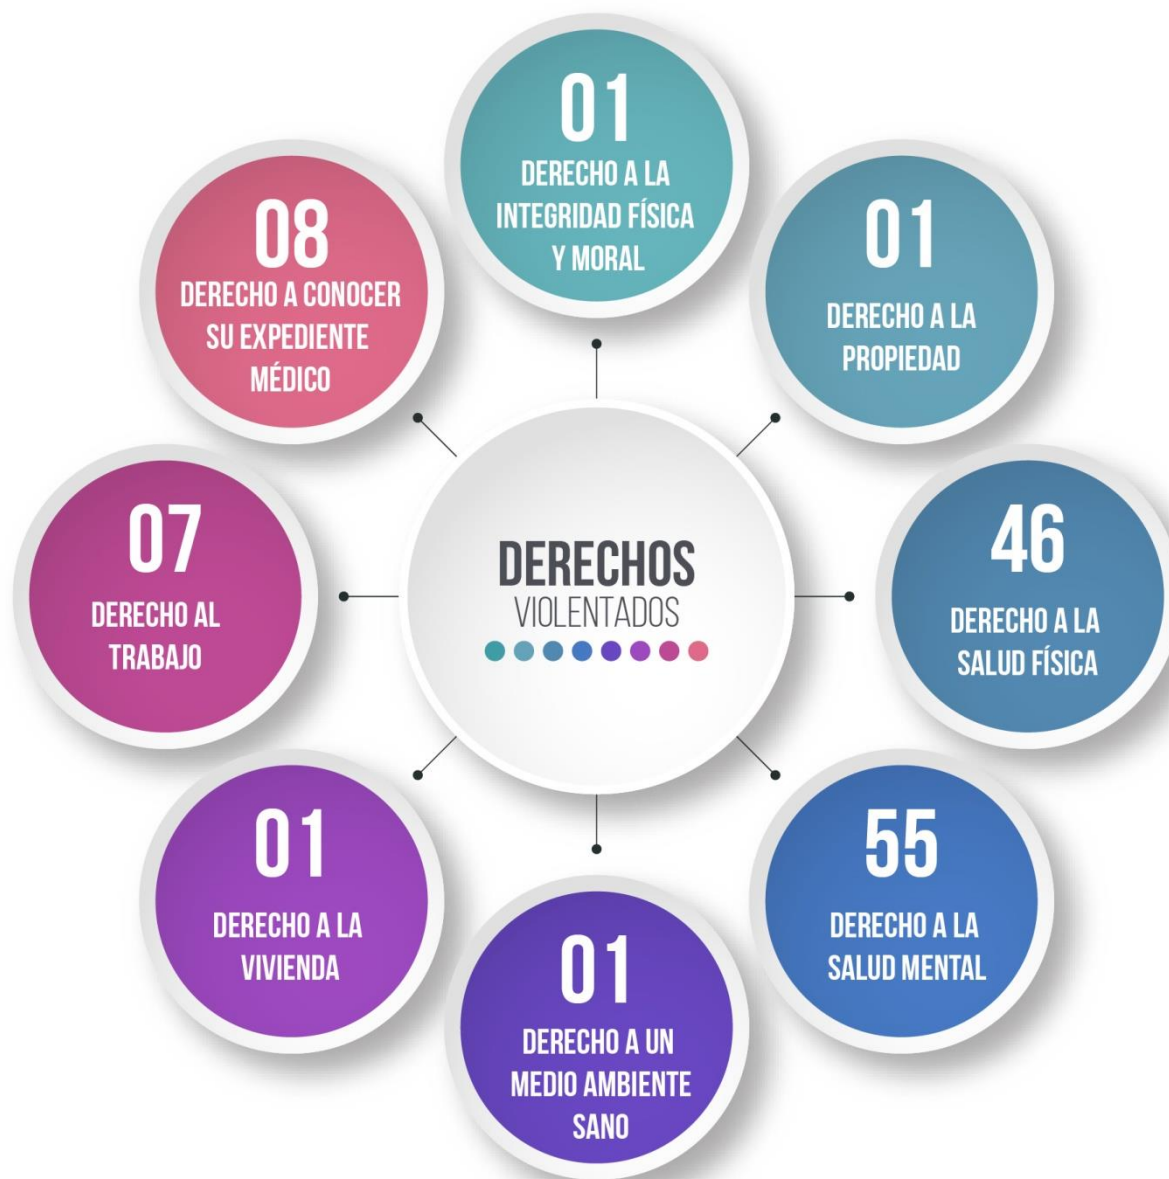 DERECHOS
VIOLENTADOS
01
DERECHO A LA
INTEGRIDAD FÍSICA
Y MORAL
01
DERECHO A LA
PROPIEDAD
46
DERECHO A LA
SALUD FÍSICA
55
DERECHO A LA
SALUD MENTAL
01
DERECHO A UN
MEDIO AMBIENTE
SANO
01
DERECHO A LA
VIVIENDA
07
DERECHO AL
TRABAJO
08
DERECHO A CONOCER
SU EXPEDIENTE
MÉDICO